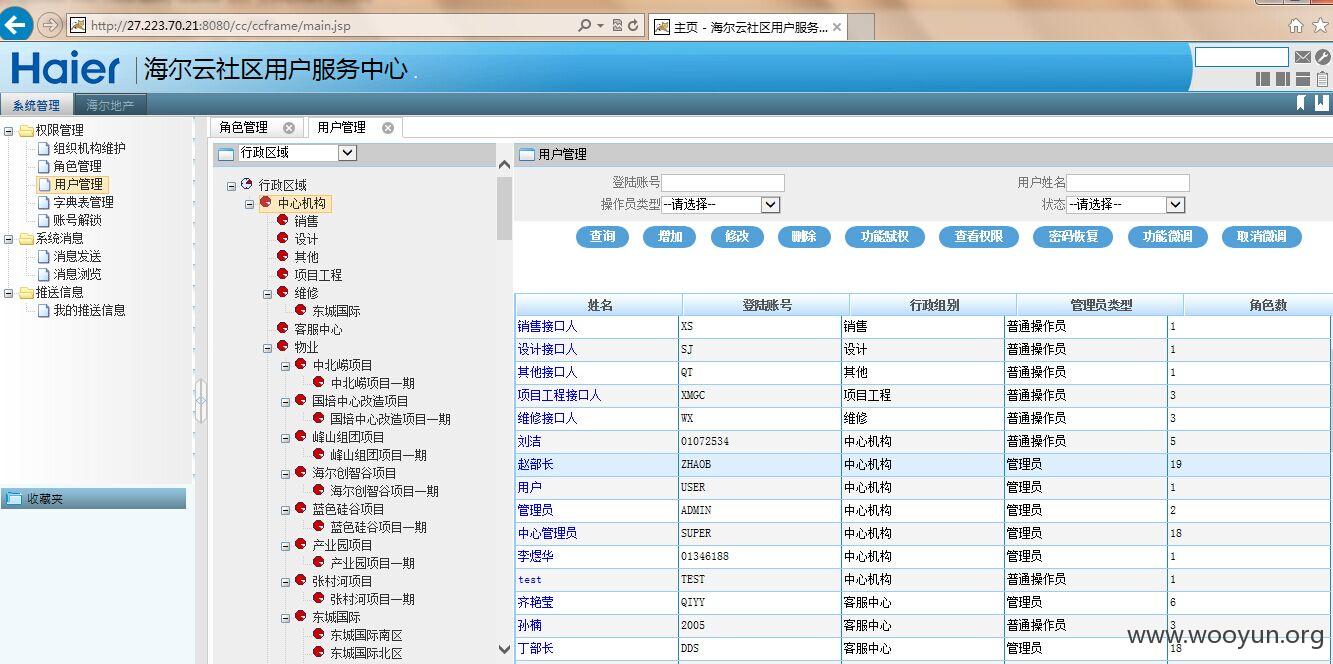 http://27.223.70.21:8080/cc/ccframe/main.jsp
主页 - 海尔云社区用户服务...
Haier 海尔云社区用户服务中心
系统管理 海尔地产
权限管理
组织机构维护
角色管理
用户管理
字典表管理
账号解锁
系统消息
消息发送
消息浏览
推送信息
我的推送信息
收藏夹
角色管理 用户管理
行政区域
行政区域
中心机构
销售
设计
其他
项目工程
维修
东城国际
客服中心
物业
中北崂项目
中北崂项目一期
国培中心改造项目
国培中心改造项目一期
峰山组团项目
峰山组团项目一期
海尔创智谷项目
海尔创智谷项目一期
蓝色硅谷项目
蓝色硅谷项目一期
产业园项目
产业园项目一期
张村河项目
张村河项目一期
东城国际
东城国际南区
东城国际北区
用户管理
登陆账号 用户姓名
操作员类型 --请选择-- 状态 --请选择--
查询 增加 修改 删除 功能赋权 查看权限 密码恢复 功能微调 取消微调
姓名 登陆账号 行政组别 管理员类型 角色数
销售接口人 XS 销售 普通操作员 1
设计接口人 SJ 设计 普通操作员 1
其他接口人 QT 其他 普通操作员 1
项目工程接口人 XMGC 项目工程 普通操作员 3
维修接口人 WX 维修 普通操作员 3
刘洁 01072534 中心机构 普通操作员 5
赵部长 ZHAOB 中心机构 管理员 19
用户 USER 中心机构 管理员 1
管理员 ADMIN 中心机构 管理员 2
中心管理员 SUPER 中心机构 管理员 18
李煜华 01346188 中心机构 管理员 1
test TEST 中心机构 普通操作员 1
齐艳莹 QIYY 客服中心 管理员 6
孙楠 2005 客服中心 普通操作员 3
丁部长 DDS 客服中心 管理员 18
www.wooyun.org